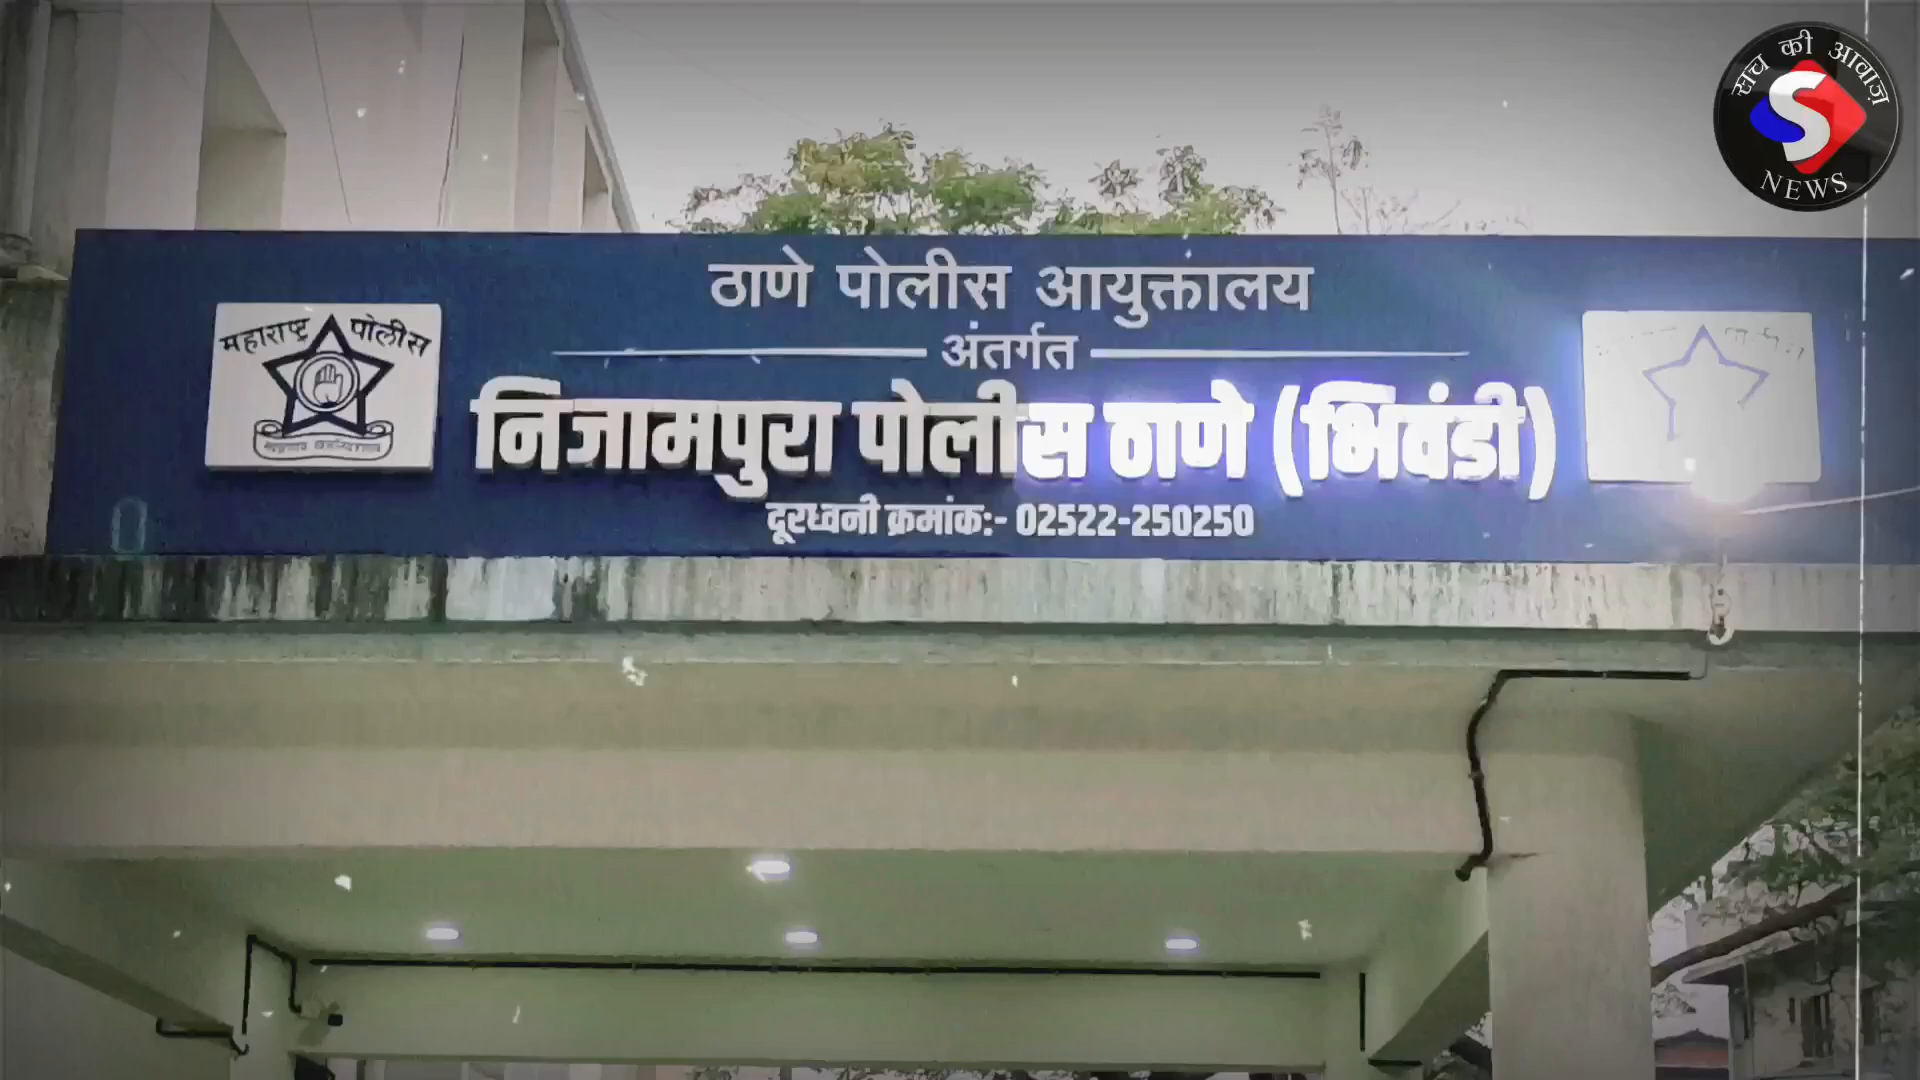 सच की आवाज़
NEWS
ठाणे पोलीस आयुक्तालय
अंतर्गत
महाराष्ट्र पोलीस
निजामपुरा पोलीस ठाणे (भिवंडी)
दूरध्वनी क्रमांक:- 02522-250250